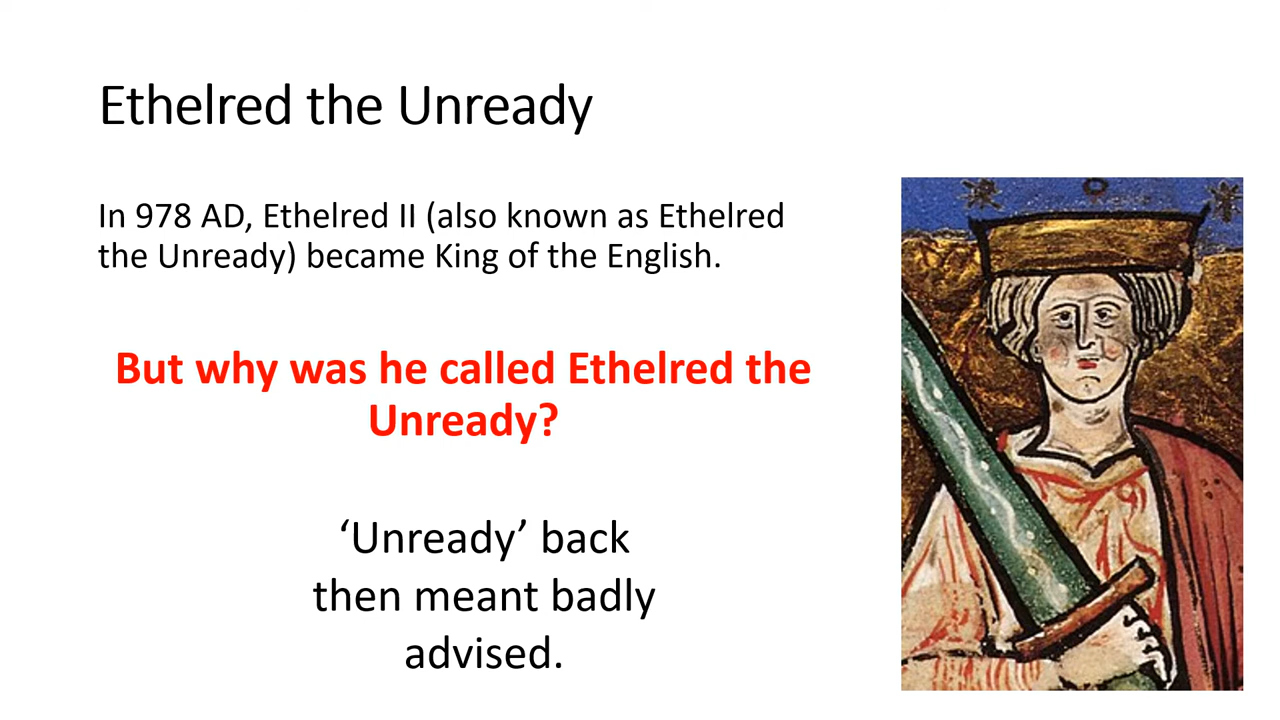 Ethelred the Unready
In 978 AD, Ethelred II (also known as Ethelred
the Unready) became King of the English.
But why was he called Ethelred the
Unready?
‘Unready’ back
then meant badly
advised.